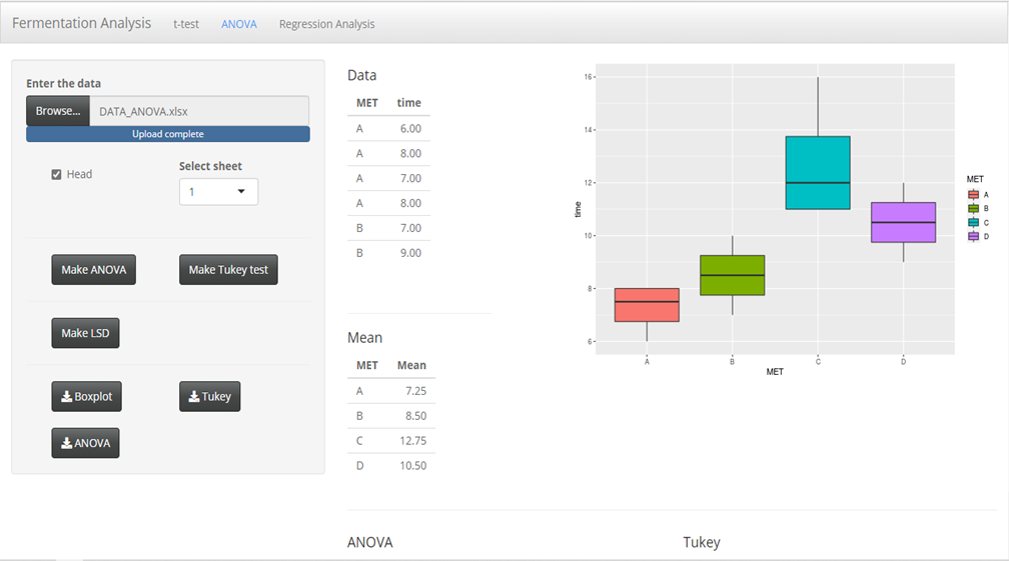 Fermentation Analysis t-test ANOVA Regression Analysis
Enter the data
Browse... DATA_ANOVA.xlsx
Upload complete
Head
Select sheet
1
Make ANOVA Make Tukey test
Make LSD
Boxplot Tukey
ANOVA
Data
MET time
A 6.00
A 8.00
A 7.00
A 8.00
B 7.00
B 9.00
Mean
MET Mean
A 7.25
B 8.50
C 12.75
D 10.50
16
14
12
10
8
6
time
A B C D
MET
MET
A
B
C
D
ANOVA Tukey